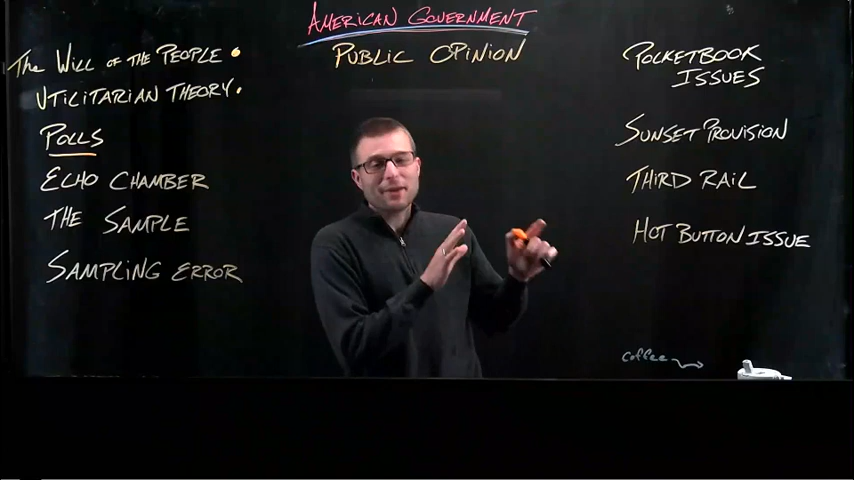 American Government
Public Opinion
The Will of the People
Utilitarian Theory
Polls
Echo Chamber
The Sample
Sampling Error
Pocketbook
Issues
Sunset Provision
Third Rail
Hot Button Issue
coffee